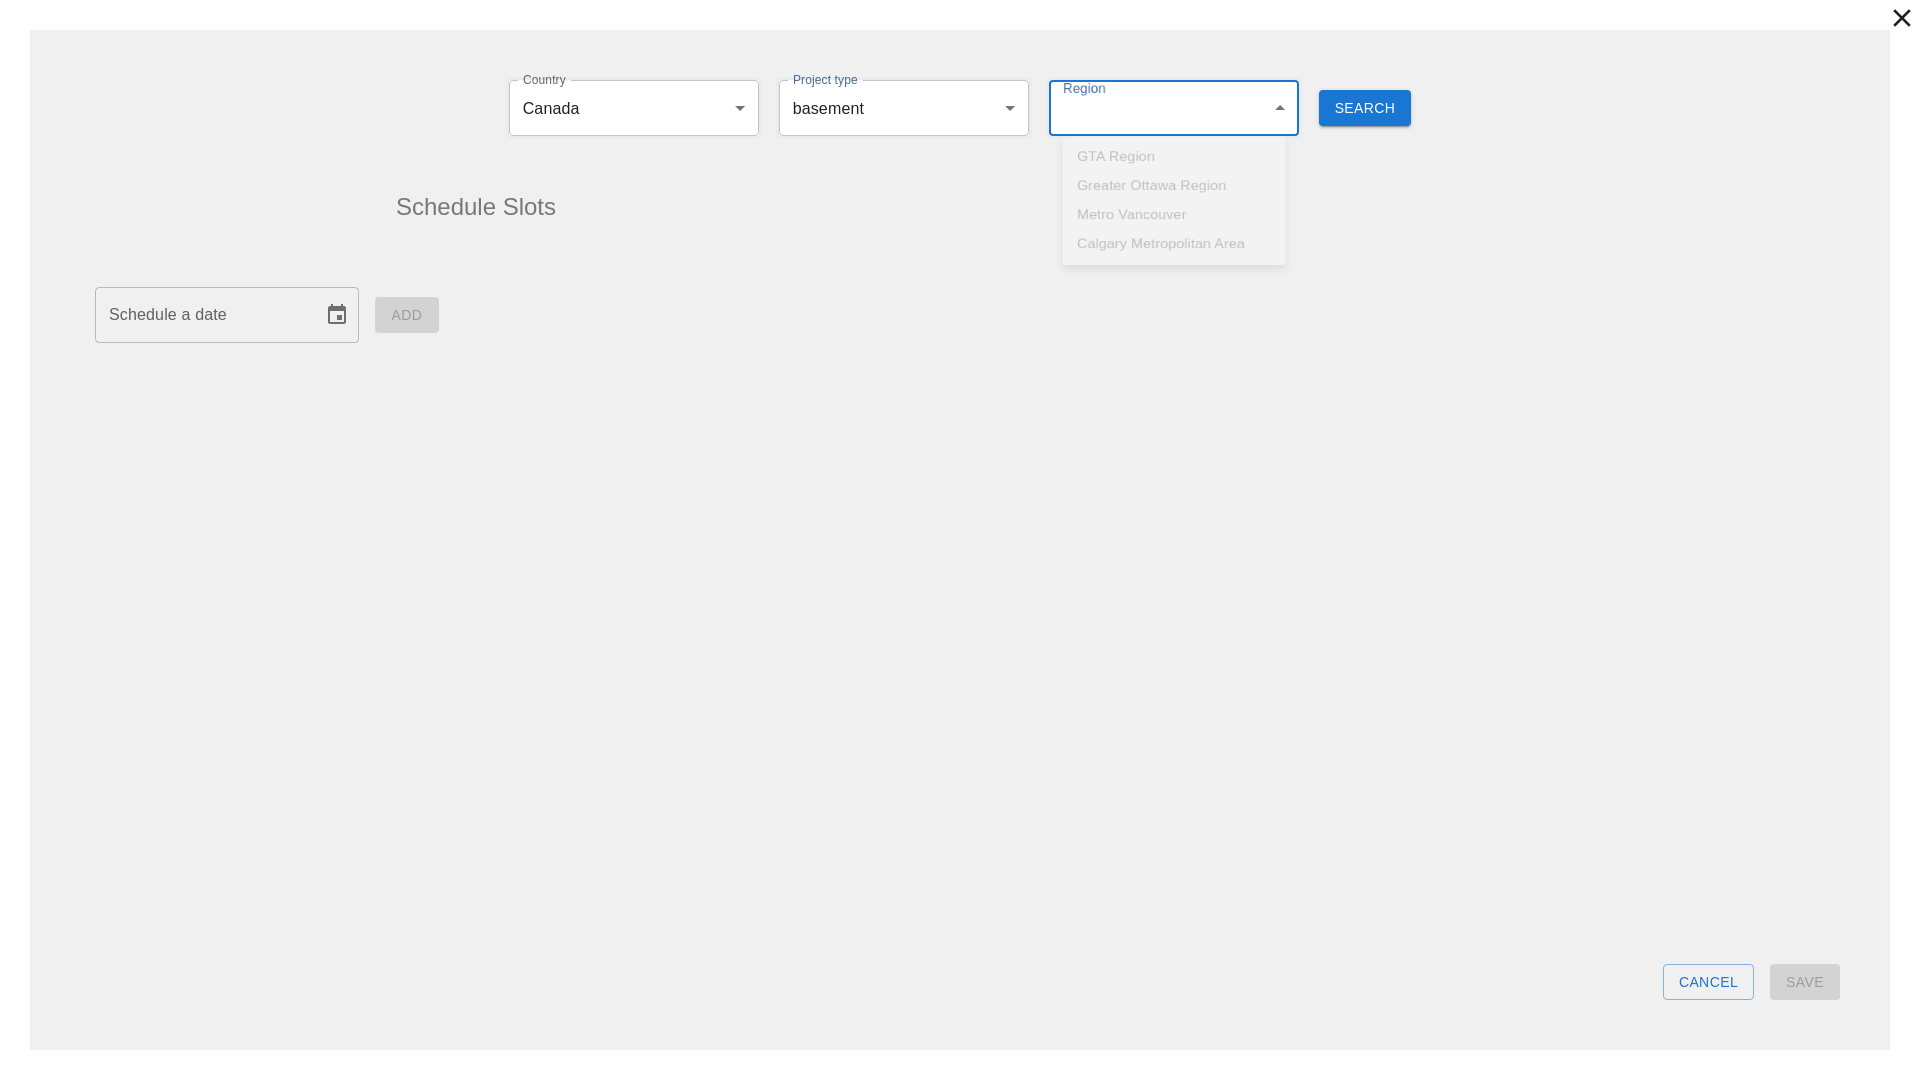 Country
Canada
Project type
basement
Region
SEARCH
GTA Region
Greater Ottawa Region
Metro Vancouver
Calgary Metropolitan Area
Schedule Slots
Schedule a date
ADD
CANCEL
SAVE